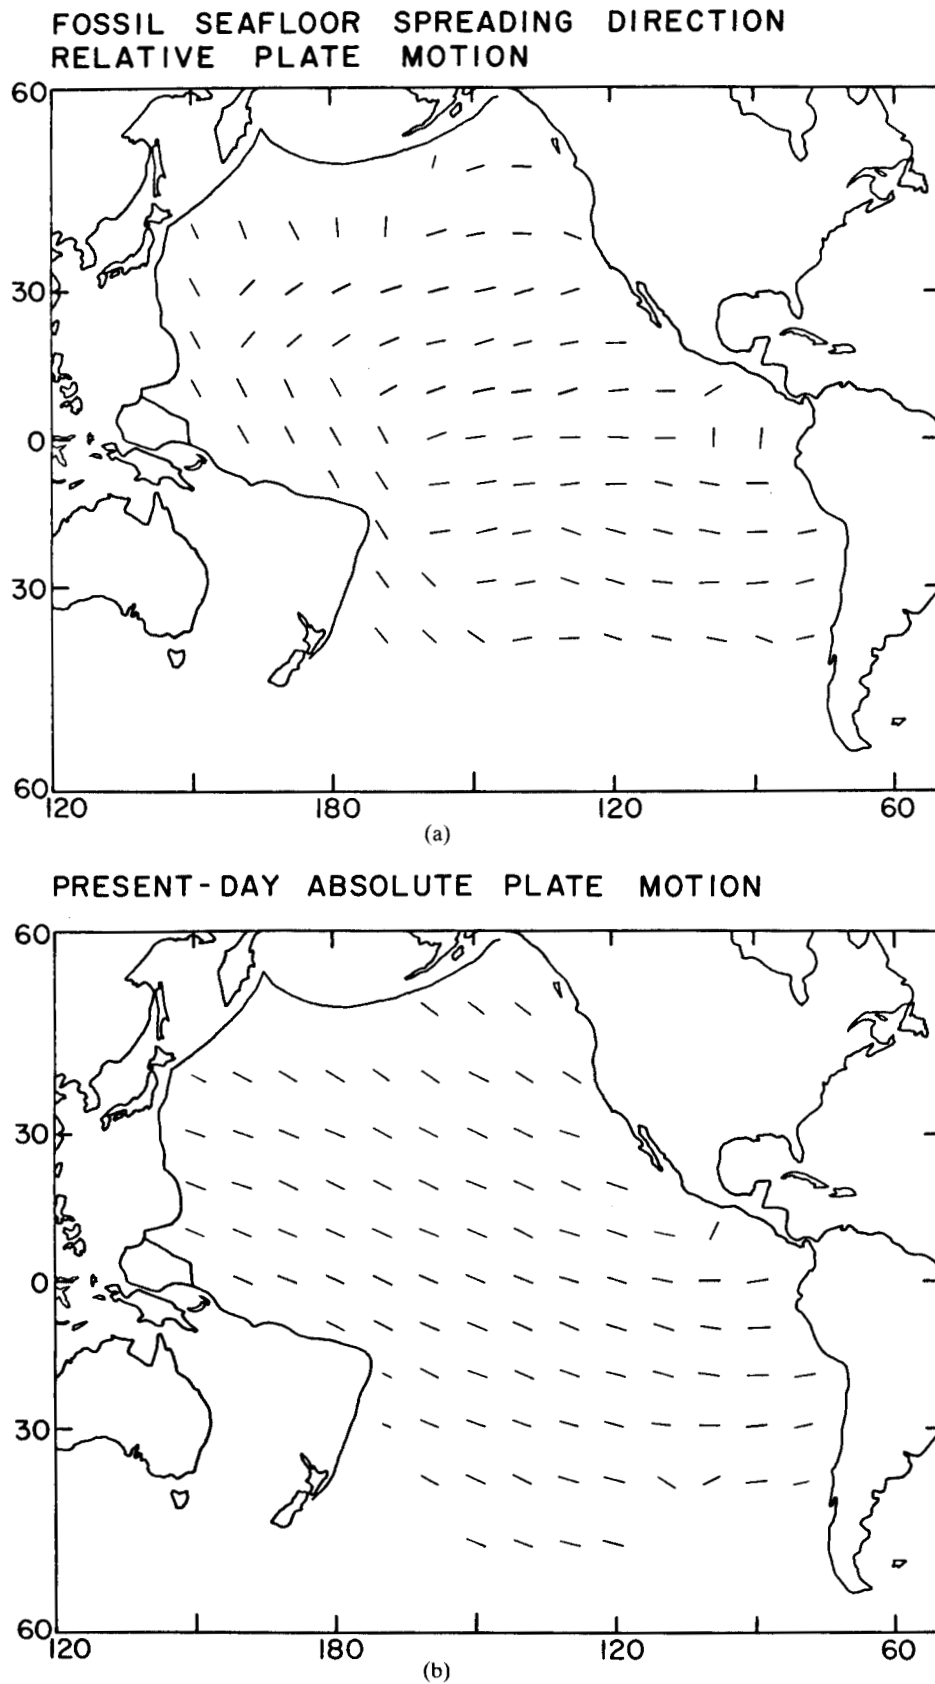 FOSSIL SEAFLOOR SPREADING DIRECTION
RELATIVE PLATE MOTION
60
30
0
30
60
120 180 120 60
(a)
PRESENT-DAY ABSOLUTE PLATE MOTION
60
30
0
30
60
120 180 120 60
(b)